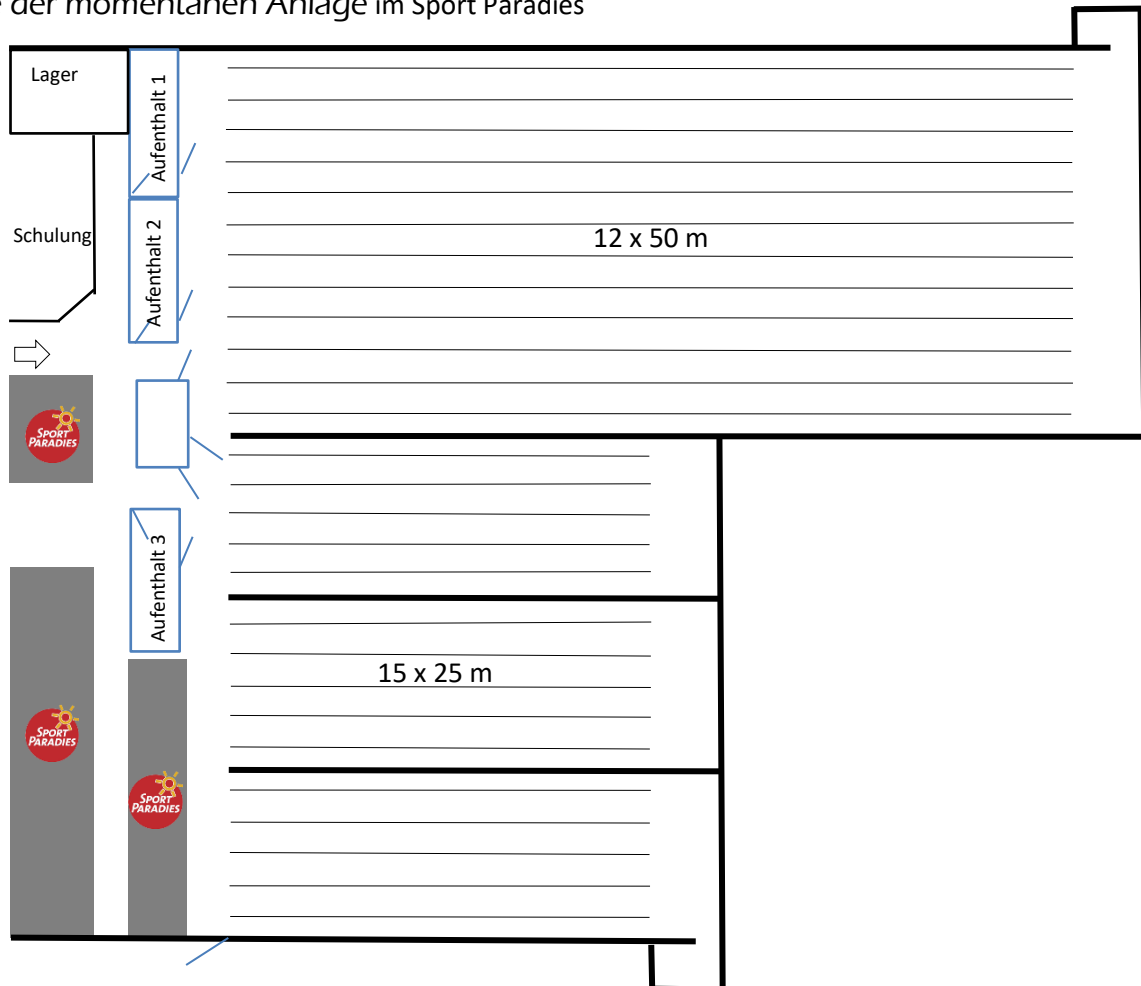 der momentanen Anlage im Sport Paradies
Lager
Aufenthalt 1
Schulung
Aufenthalt 2
12 x 50 m
SPORT
PARADIES
Aufenthalt 3
15 x 25 m
SPORT
PARADIES
SPORT
PARADIES